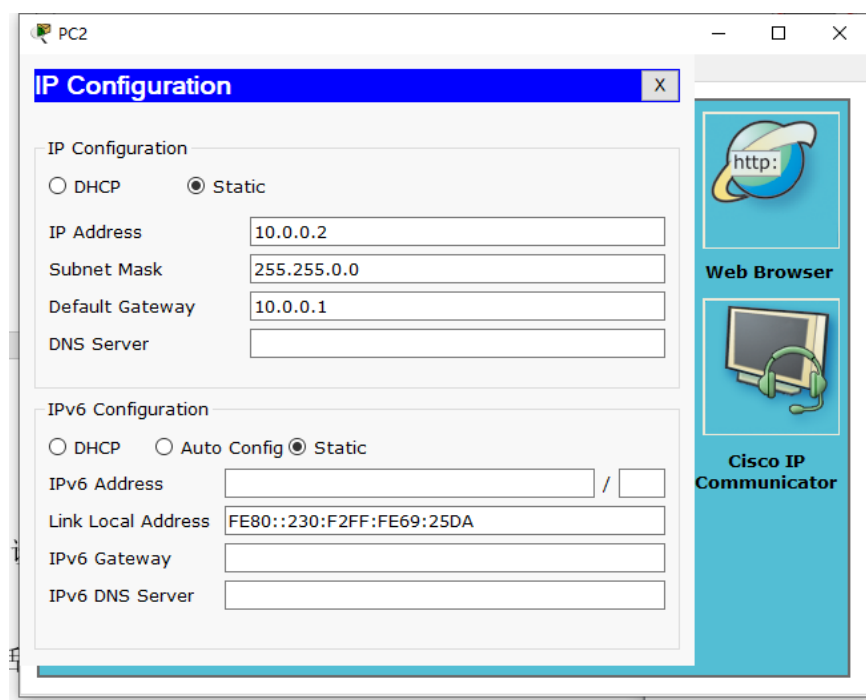 PC2
IP Configuration
X
IP Configuration
DHCP Static
IP Address 10.0.0.2
Subnet Mask 255.255.0.0
Default Gateway 10.0.0.1
DNS Server
IPv6 Configuration
DHCP Auto Config Static
IPv6 Address /
Link Local Address FE80::230:F2FF:FE69:25DA
IPv6 Gateway
IPv6 DNS Server
http:
Web Browser
Cisco IP
Communicator